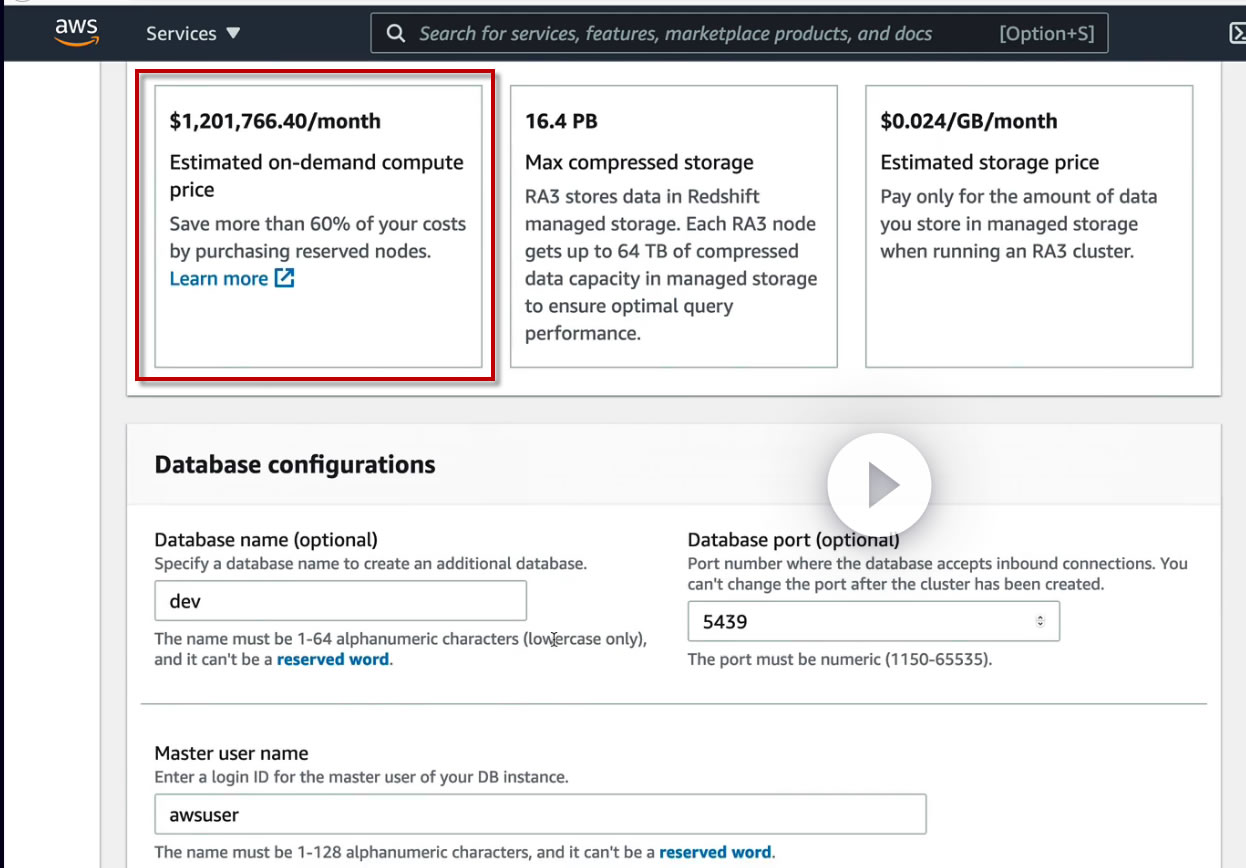 aws
Services
Search for services, features, marketplace products, and docs
[Option+S]
$1,201,766.40/month
Estimated on-demand compute
price
Save more than 60% of your costs
by purchasing reserved nodes.
Learn more
16.4 PB
Max compressed storage
RA3 stores data in Redshift
managed storage. Each RA3 node
gets up to 64 TB of compressed
data capacity in managed storage
to ensure optimal query
performance.
$0.024/GB/month
Estimated storage price
Pay only for the amount of data
you store in managed storage
when running an RA3 cluster.
Database configurations
Database name (optional)
Specify a database name to create an additional database.
dev
The name must be 1-64 alphanumeric characters (lowercase only),
and it can't be a reserved word.
Database port (optional)
Port number where the database accepts inbound connections. You
can't change the port after the cluster has been created.
5439
The port must be numeric (1150-65535).
Master user name
Enter a login ID for the master user of your DB instance.
awsuser
The name must be 1-128 alphanumeric characters, and it can't be a reserved word.